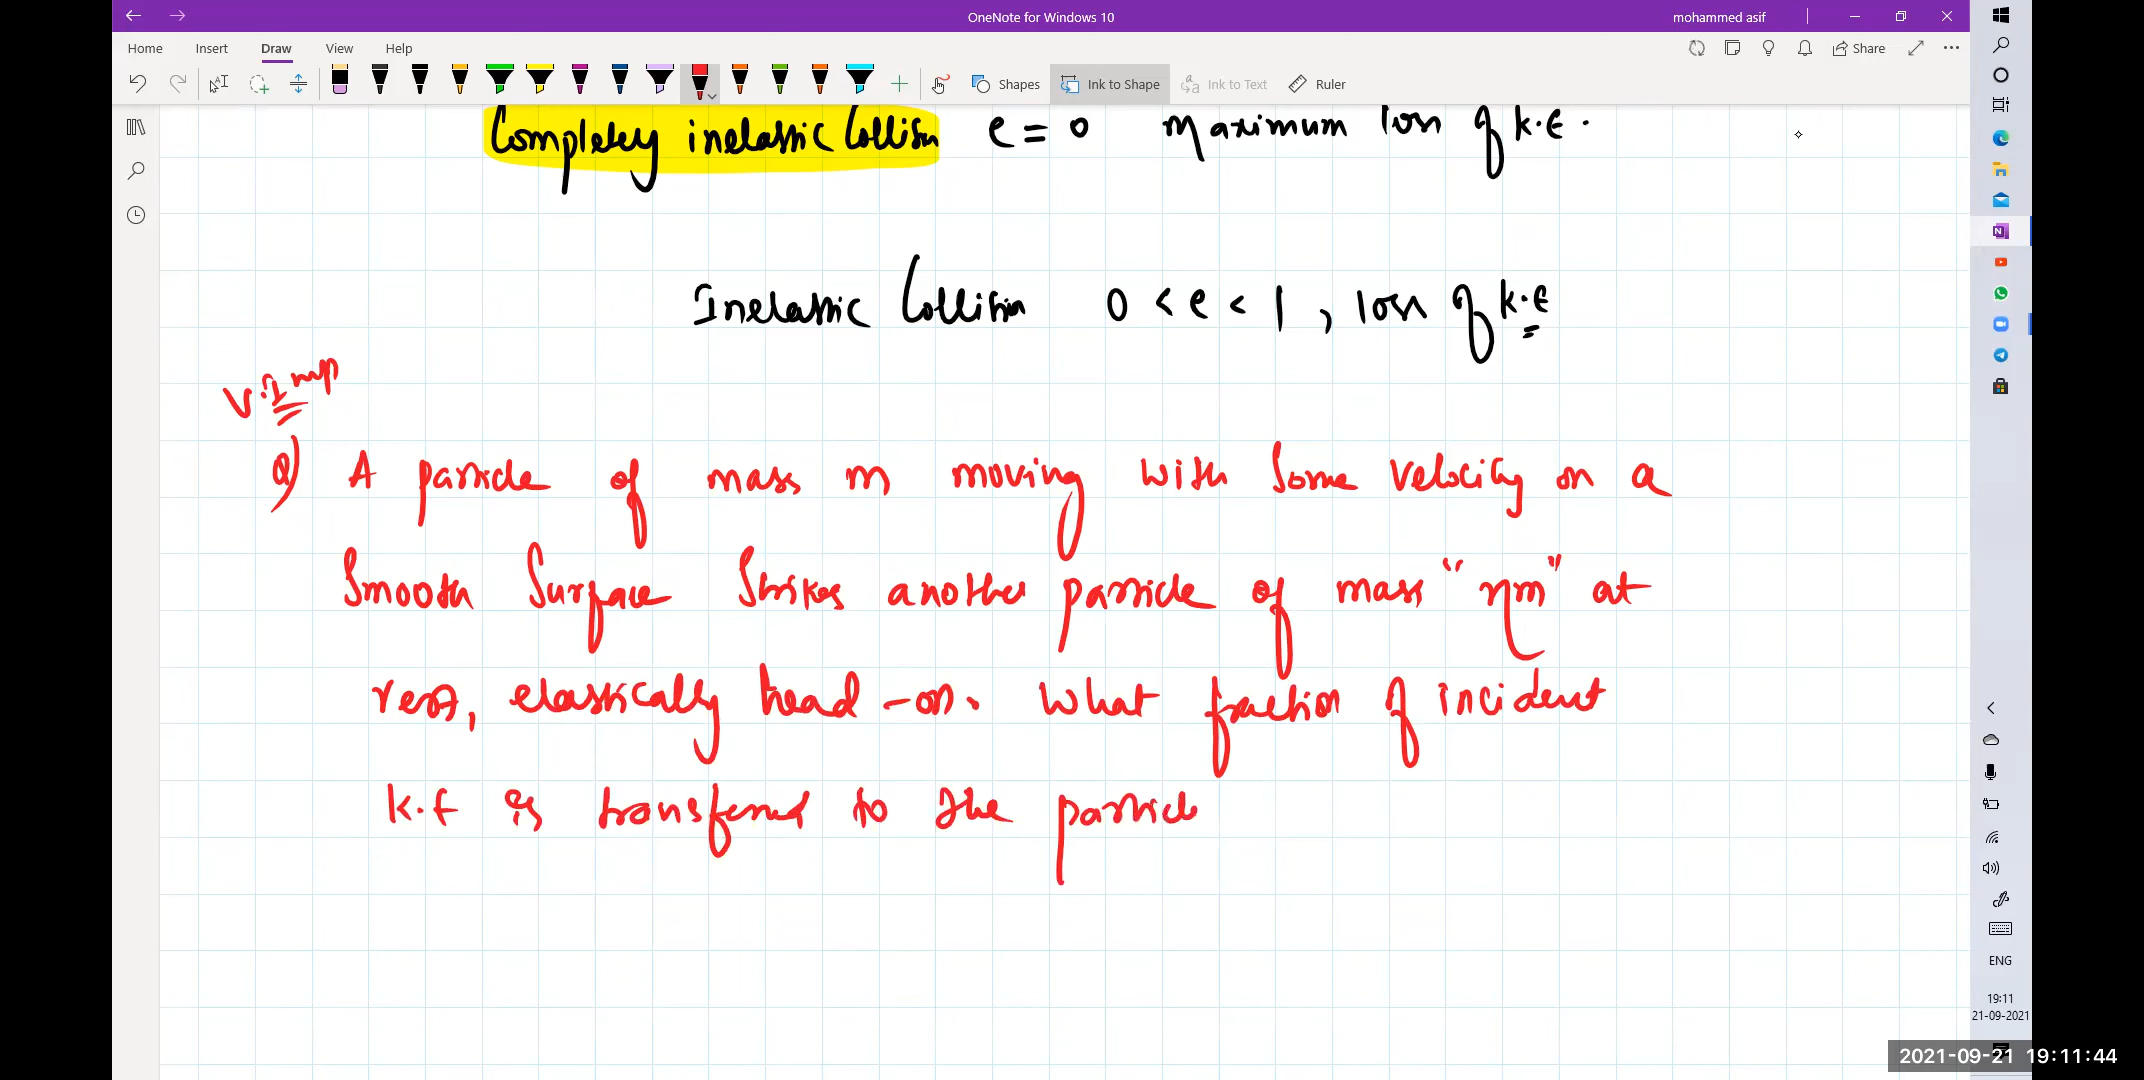 OneNote for Windows 10
mohammed asif
Home Insert Draw View Help
Share
Shapes Ink to Shape Ink to Text Ruler
Completely inelastic Collision e = 0 maximum loss of k.E.
Inelastic Collision 0 < e < 1 , loss of k.E
V. Imp
Q) A particle of mass m moving with some velocity on a
smooth surface strikes another particle of mass "ηm" at
rest, elastically head-on. What fraction of incident
k.E is transferred to the particle
ENG
19:11
21-09-2021
2021-09-21 19:11:44